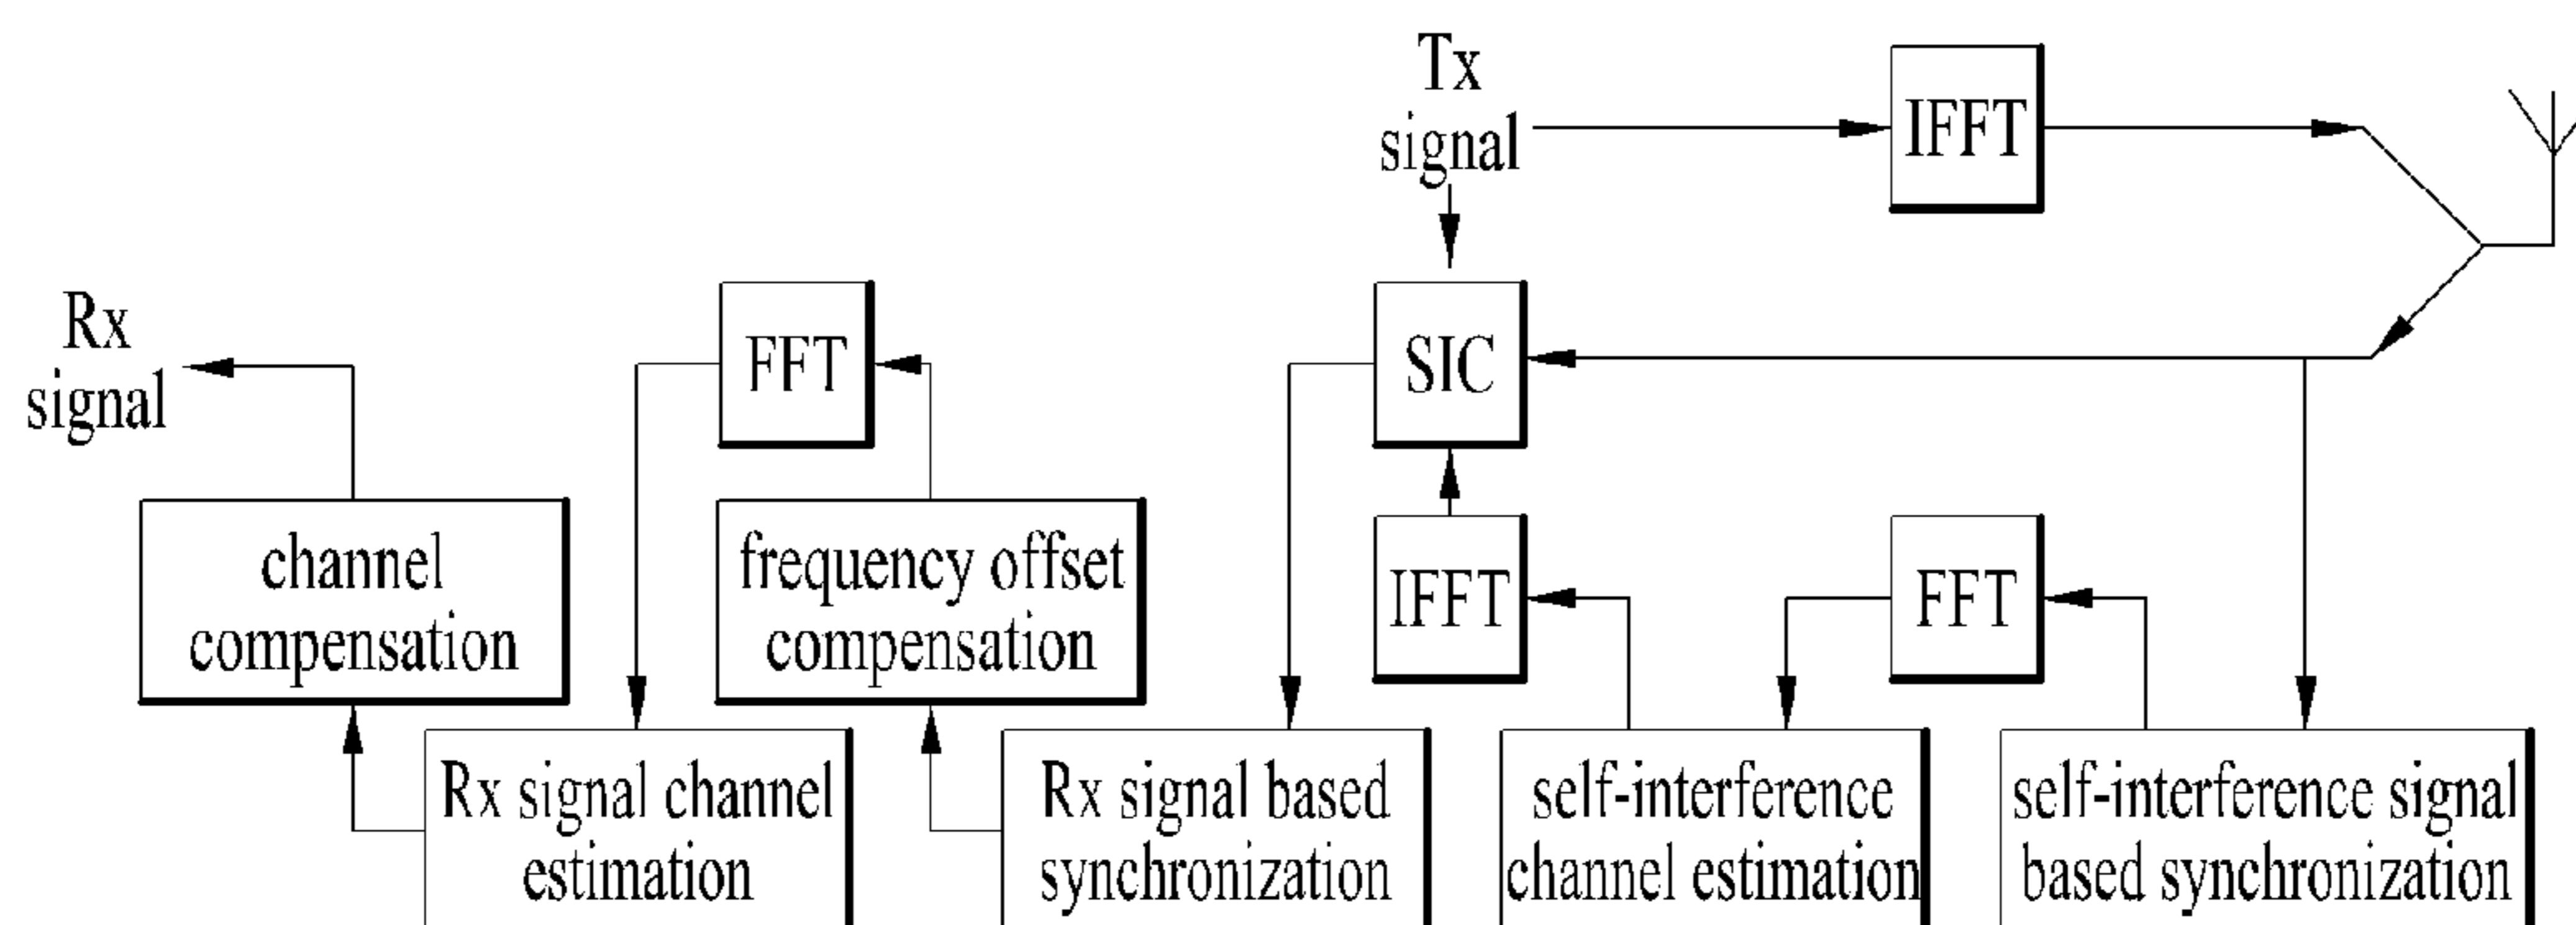 Tx
signal
IFFT
Rx
signal
FFT
SIC
channel
compensation
frequency offset
compensation
IFFT
FFT
Rx signal channel
estimation
Rx signal based
synchronization
self-interference
channel estimation
self-interference signal
based synchronization